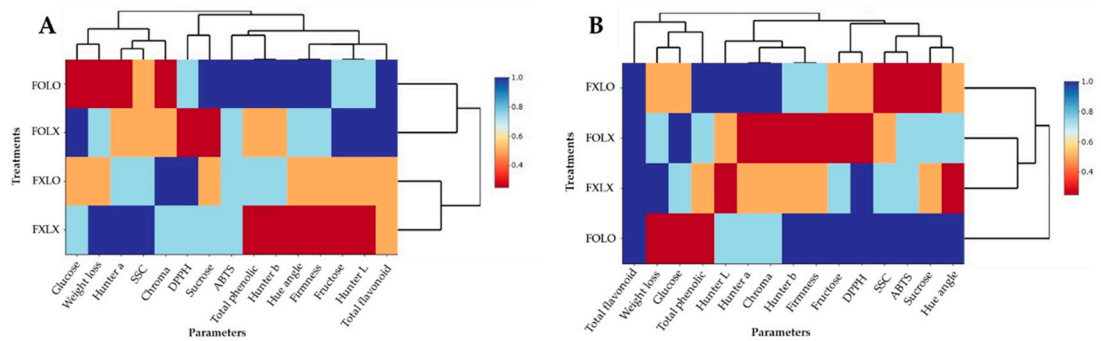 A
FOLO
FOLX
FXLO
FXLX
Treatments
1.0
0.8
0.6
0.4
Glucose
Weight loss
Hunter a
SSC
Chroma
DPPH
Sucrose
ABTS
Total phenolic
Hunter b
Hue angle
Firmness
Fructose
Hunter L
Total flavonoid
Parameters
B
FXLO
FOLX
FXLX
FOLO
Treatments
1.0
0.8
0.6
0.4
Total flavonoid
Weight loss
Glucose
Total phenolic
Hunter L
Hunter a
Chroma
Hunter b
Firmness
Fructose
DPPH
SSC
ABTS
Sucrose
Hue angle
Parameters